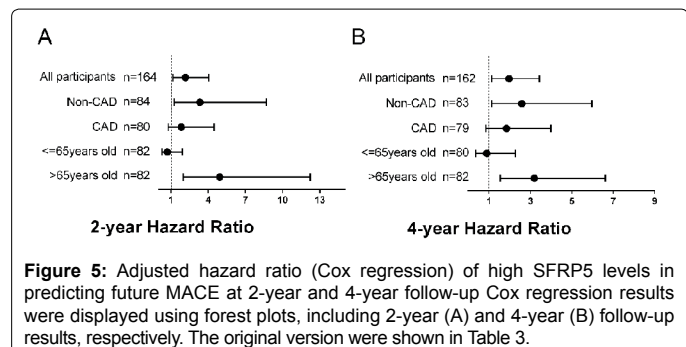 A
All participants n=164
Non-CAD n=84
CAD n=80
<=65years old n=82
>65years old n=82
1 4 7 10 13
2-year Hazard Ratio
B
All participants n=162
Non-CAD n=83
CAD n=79
<=65years old n=80
>65years old n=82
1 3 5 7 9
4-year Hazard Ratio
Figure 5: Adjusted hazard ratio (Cox regression) of high SFRP5 levels in
predicting future MACE at 2-year and 4-year follow-up Cox regression results
were displayed using forest plots, including 2-year (A) and 4-year (B) follow-up
results, respectively. The original version were shown in Table 3.